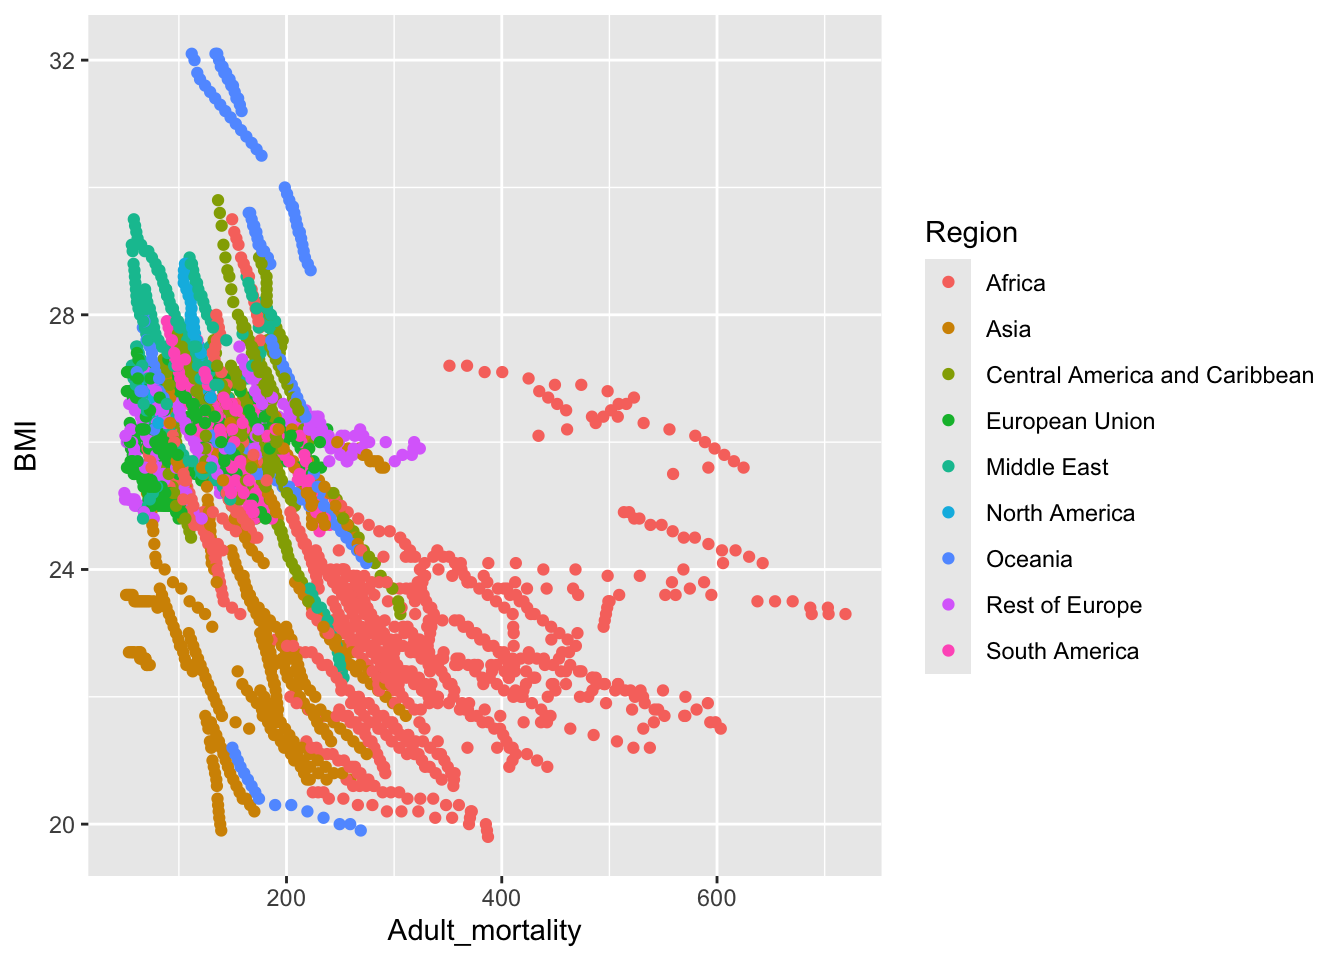 32
28
24
20
BMI
200
400
600
Adult_mortality
Region
Africa
Asia
Central America and Caribbean
European Union
Middle East
North America
Oceania
Rest of Europe
South America